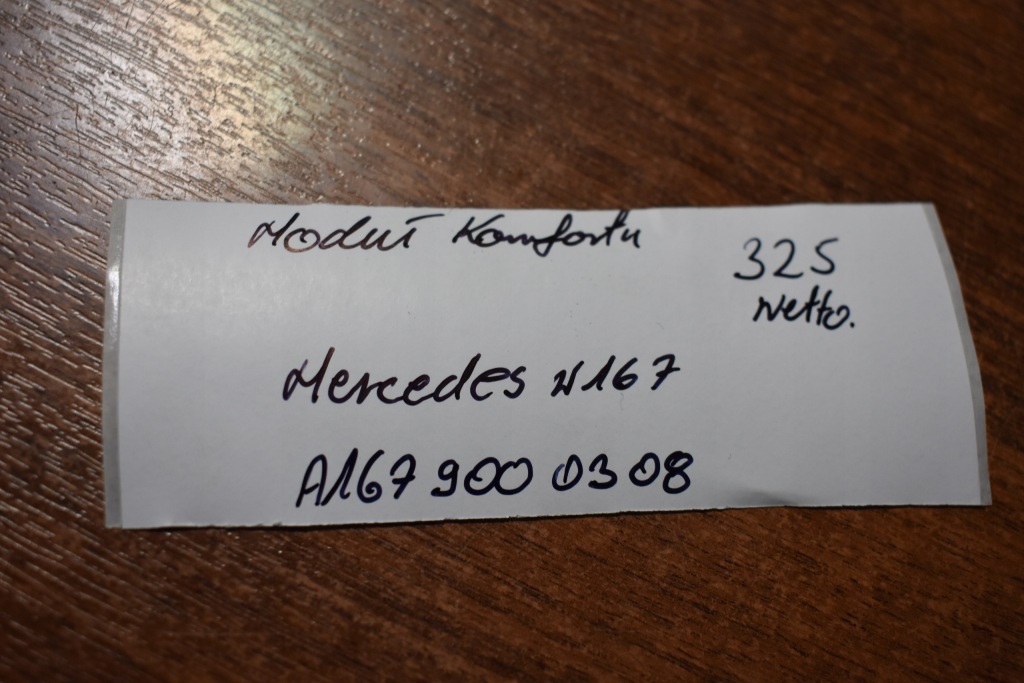 Moduł Komfortu
325
Netto.
Mercedes W167
A167 900 03 08